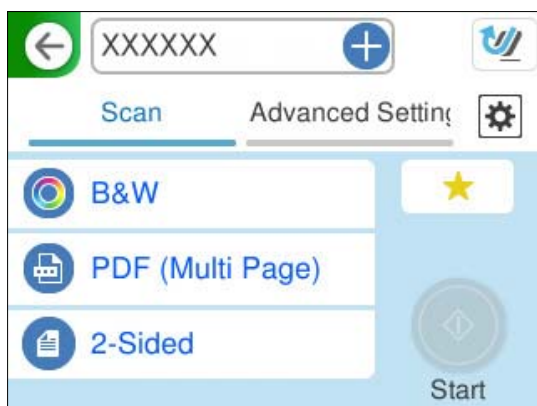 XXXXXX
Scan
Advanced Setting
B&W
PDF (Multi Page)
2-Sided
Start